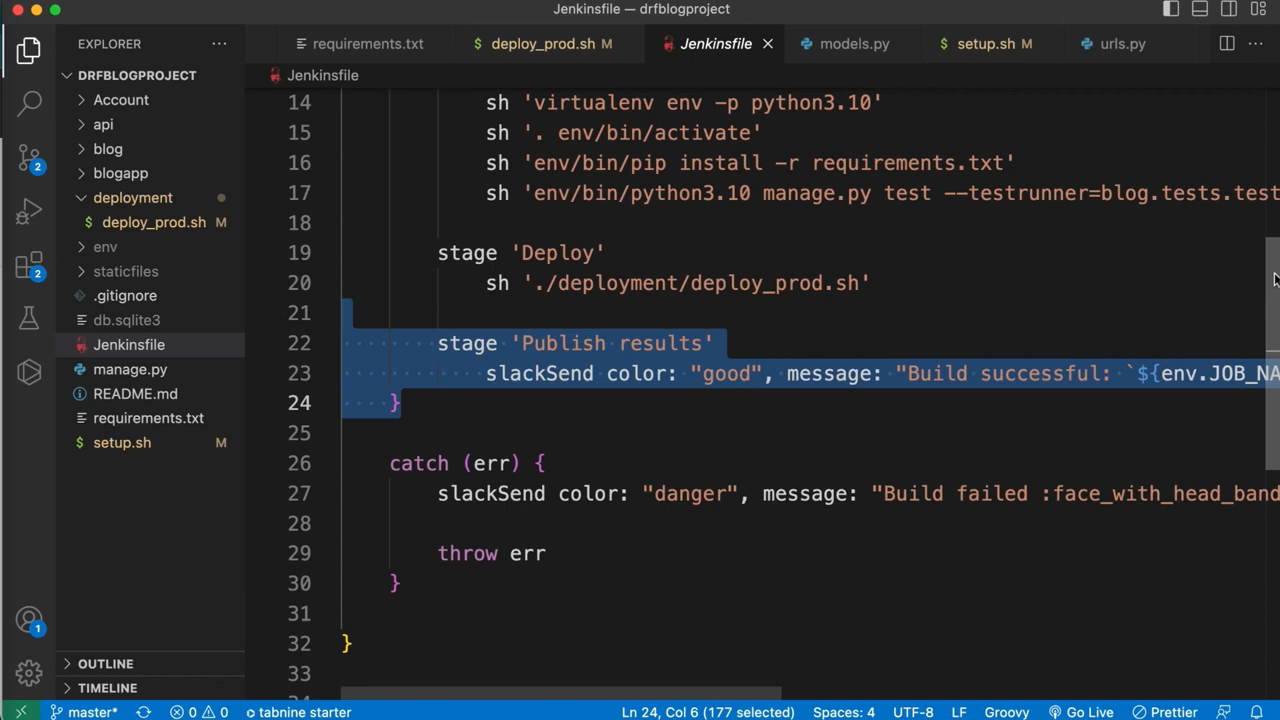 Jenkinsfile — drfblogproject
EXPLORER
requirements.txt
deploy_prod.sh M
Jenkinsfile
models.py
setup.sh M
urls.py
DRFBLOGPROJECT
Jenkinsfile
Account
api
blog
blogapp
deployment
$ deploy_prod.sh M
env
staticfiles
.gitignore
db.sqlite3
Jenkinsfile
manage.py
README.md
requirements.txt
$ setup.sh M
OUTLINE
TIMELINE
2
2
1
14 sh 'virtualenv env -p python3.10'
15 sh '. env/bin/activate'
16 sh 'env/bin/pip install -r requirements.txt'
17 sh 'env/bin/python3.10 manage.py test --testrunner=blog.tests.test
18
19 stage 'Deploy'
20 sh './deployment/deploy_prod.sh'
21
22 stage 'Publish results'
23 slackSend color: "good", message: "Build successful: `${env.JOB_NA
24 }
25
26 catch (err) {
27 slackSend color: "danger", message: "Build failed :face_with_head_band
28
29 throw err
30 }
31
32 }
33
master* 0 0 tabnine starter Ln 24, Col 6 (177 selected) Spaces: 4 UTF-8 LF Groovy Go Live Prettier